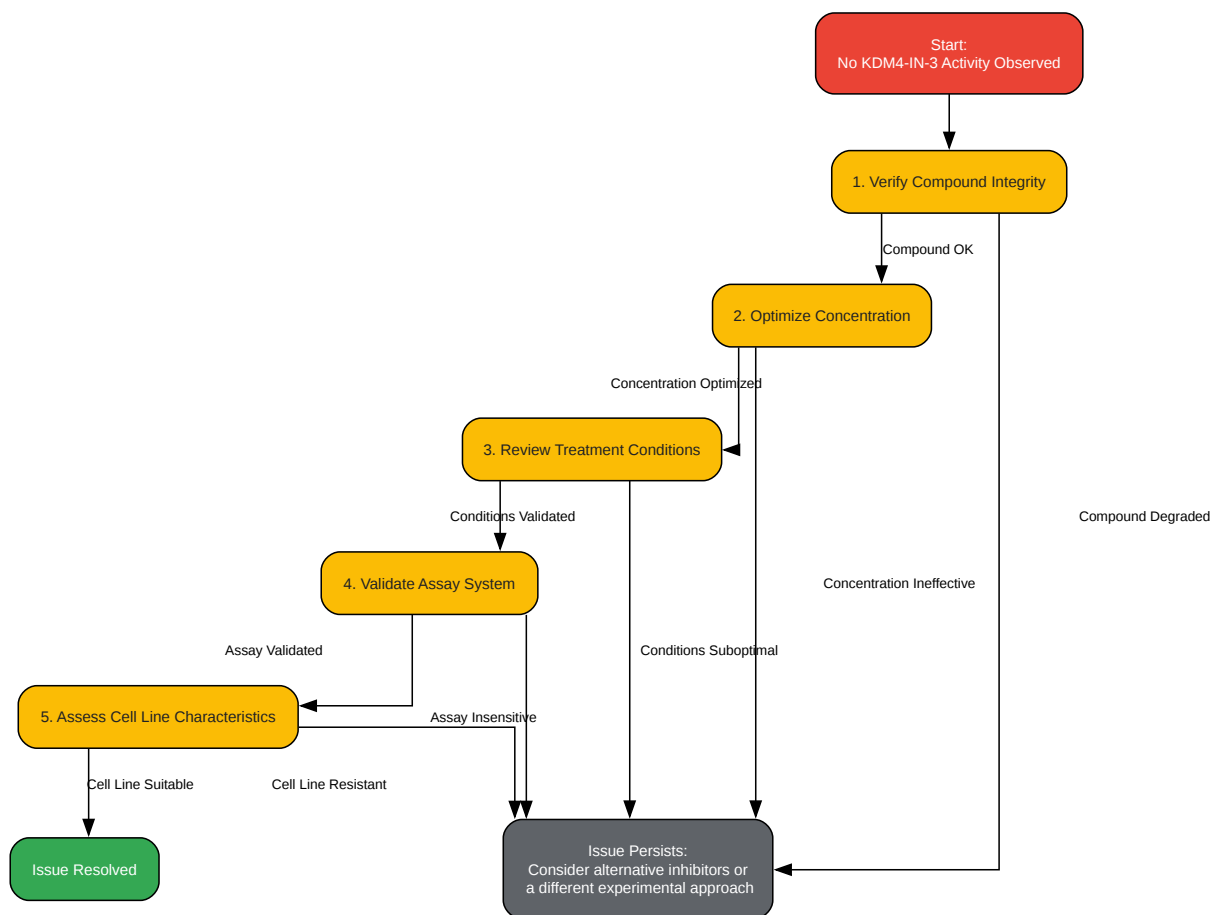 Start:
No KDM4-IN-3 Activity Observed
1. Verify Compound Integrity
Compound OK
2. Optimize Concentration
Concentration Optimized
3. Review Treatment Conditions
Conditions Validated
Compound Degraded
4. Validate Assay System
Concentration Ineffective
Assay Validated
Conditions Suboptimal
5. Assess Cell Line Characteristics
Assay Insensitive
Cell Line Suitable
Cell Line Resistant
Issue Resolved
Issue Persists:
Consider alternative inhibitors or
a different experimental approach